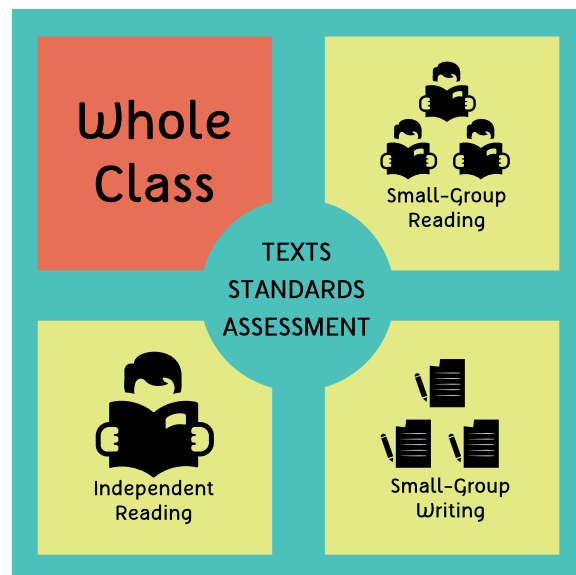 Whole
Class
Small-Group
Reading
TEXTS
STANDARDS
ASSESSMENT
Independent
Reading
Small-Group
Writing